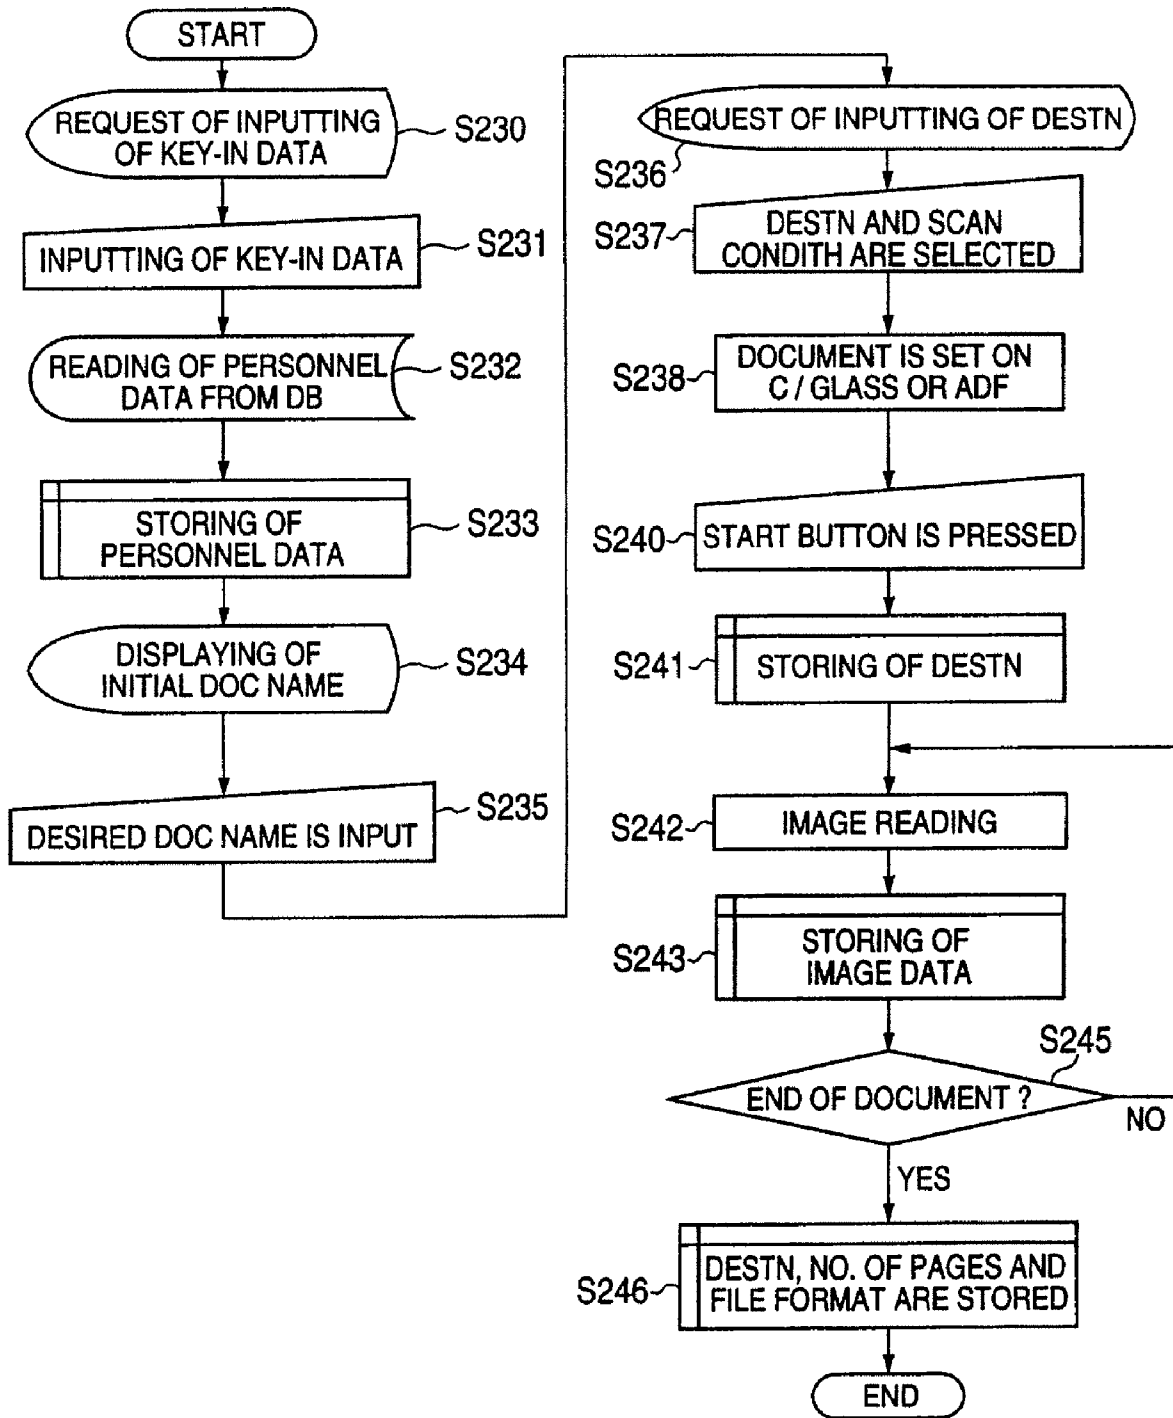 START
REQUEST OF INPUTTING
OF KEY-IN DATA
S230
INPUTTING OF KEY-IN DATA
S231
READING OF PERSONNEL
DATA FROM DB
S232
STORING OF
PERSONNEL DATA
S233
DISPLAYING OF
INITIAL DOC NAME
S234
DESIRED DOC NAME IS INPUT
S235
REQUEST OF INPUTTING OF DESTN
S236
DESTN AND SCAN
CONDITH ARE SELECTED
S237
DOCUMENT IS SET ON
C / GLASS OR ADF
S238
START BUTTON IS PRESSED
S240
STORING OF DESTN
S241
IMAGE READING
S242
STORING OF
IMAGE DATA
S243
END OF DOCUMENT ?
S245
NO
YES
DESTN, NO. OF PAGES AND
FILE FORMAT ARE STORED
S246
END